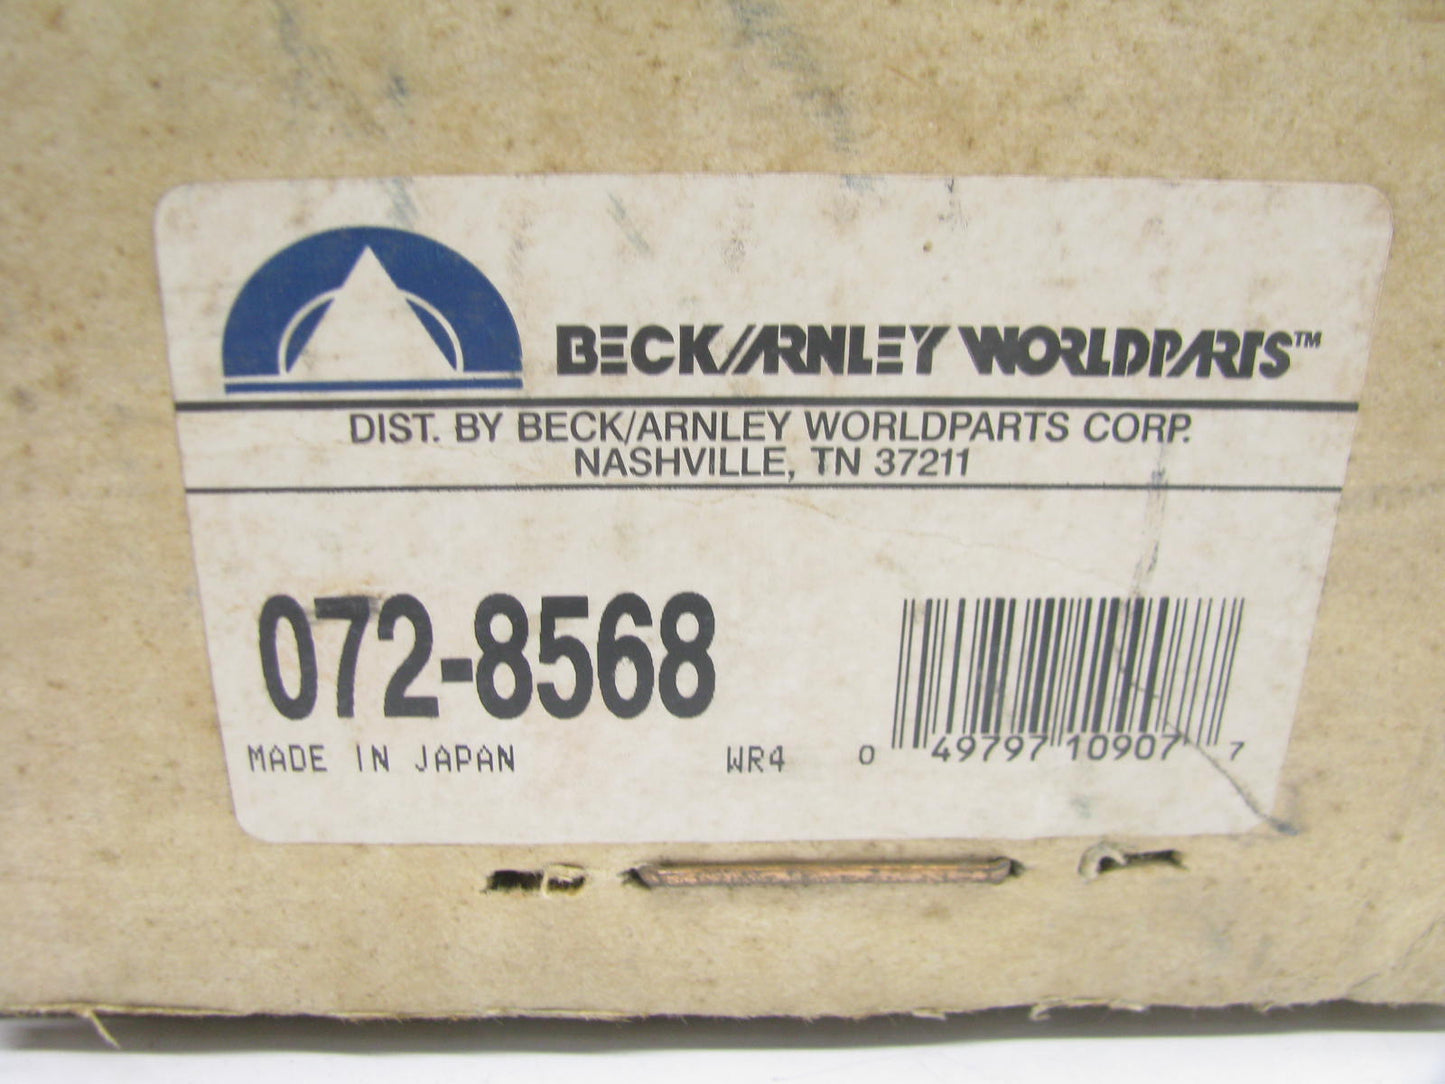 BECK/ARNLEY WORLDPARTS™
DIST. BY BECK/ARNLEY WORLDPARTS CORP.
NASHVILLE, TN 37211
072-8568
MADE IN JAPAN WR4 0 49797 10907 7